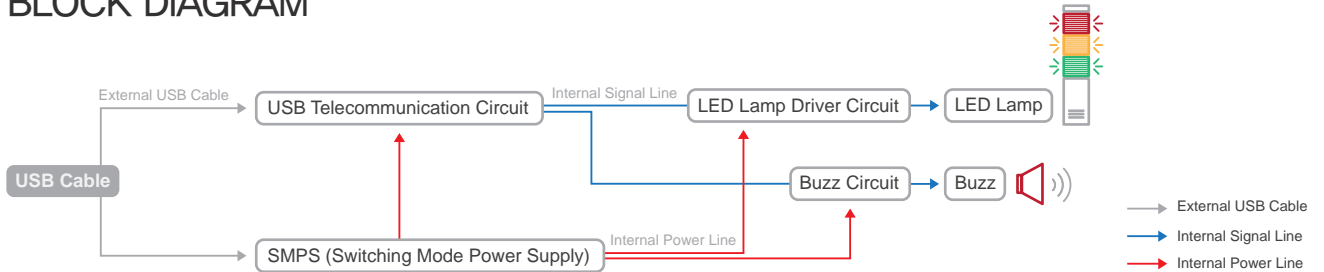 BLOCK DIAGRAM
External USB Cable
USB Telecommunication Circuit
Internal Signal Line
LED Lamp Driver Circuit
LED Lamp
USB Cable
Buzz Circuit
Buzz
SMPS (Switching Mode Power Supply)
Internal Power Line
External USB Cable
Internal Signal Line
Internal Power Line